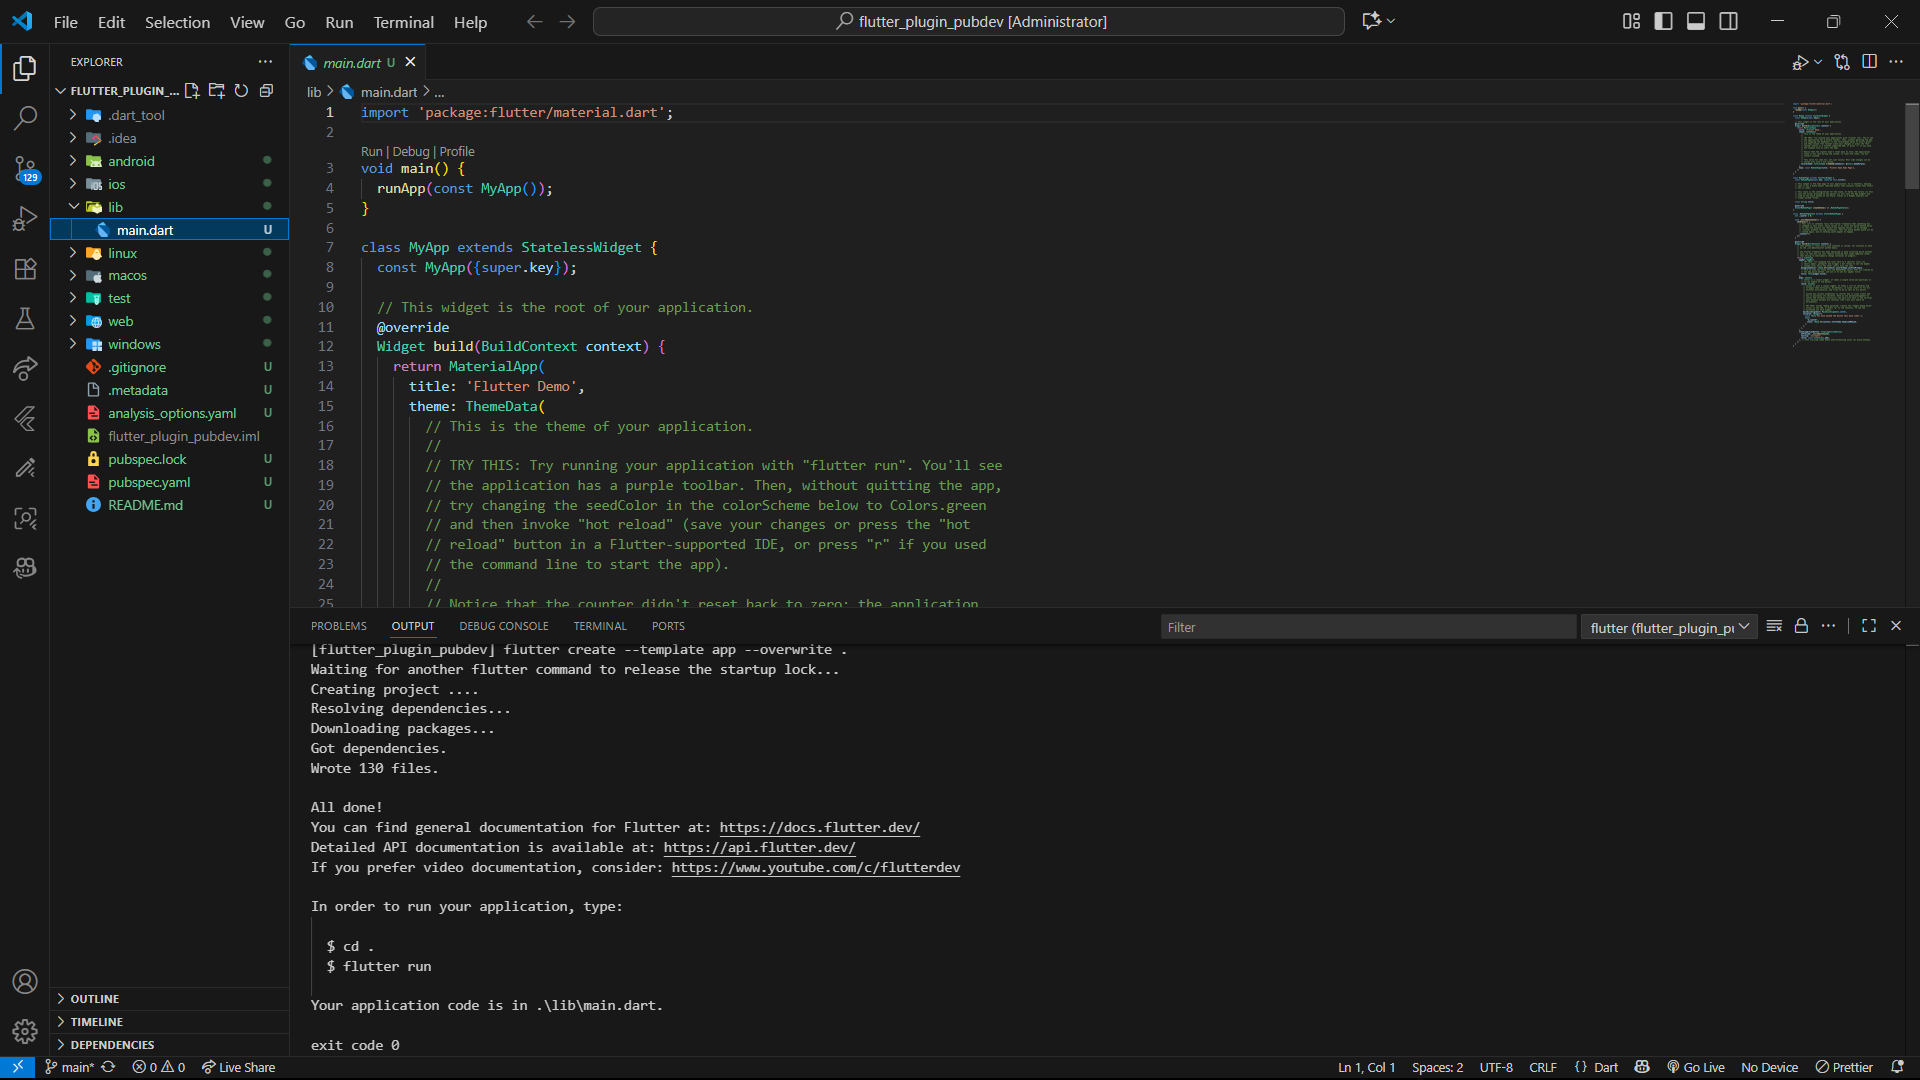 File Edit Selection View Go Run Terminal Help
flutter_plugin_pubdev [Administrator]
EXPLORER
FLUTTER_PLUGIN_...
.dart_tool
.idea
android
ios
129
lib
main.dart U
linux
macos
test
web
windows
.gitignore U
.metadata U
analysis_options.yaml U
flutter_plugin_pubdev.iml
pubspec.lock U
pubspec.yaml U
README.md U
OUTLINE
TIMELINE
DEPENDENCIES
main.dart U
lib > main.dart > ...
1 import 'package:flutter/material.dart';
2
Run | Debug | Profile
3 void main() {
4 runApp(const MyApp());
5 }
6
7 class MyApp extends StatelessWidget {
8 const MyApp({super.key});
9
10 // This widget is the root of your application.
11 @override
12 Widget build(BuildContext context) {
13 return MaterialApp(
14 title: 'Flutter Demo',
15 theme: ThemeData(
16 // This is the theme of your application.
17 //
18 // TRY THIS: Try running your application with "flutter run". You'll see
19 // the application has a purple toolbar. Then, without quitting the app,
20 // try changing the seedColor in the colorScheme below to Colors.green
21 // and then invoke "hot reload" (save your changes or press the "hot
22 // reload" button in a Flutter-supported IDE, or press "r" if you used
23 // the command line to start the app).
24 //
25 // Notice that the counter didn't reset back to zero; the application
PROBLEMS OUTPUT DEBUG CONSOLE TERMINAL PORTS
Filter
flutter (flutter_plugin_pu
[flutter_plugin_pubdev] flutter create --template app --overwrite .
Waiting for another flutter command to release the startup lock...
Creating project ....
Resolving dependencies...
Downloading packages...
Got dependencies.
Wrote 130 files.
All done!
You can find general documentation for Flutter at: https://docs.flutter.dev/
Detailed API documentation is available at: https://api.flutter.dev/
If you prefer video documentation, consider: https://www.youtube.com/c/flutterdev
In order to run your application, type:
$ cd .
$ flutter run
Your application code is in .\lib\main.dart.
exit code 0
main* 0 0 Live Share
Ln 1, Col 1 Spaces: 2 UTF-8 CRLF {} Dart Go Live No Device Prettier